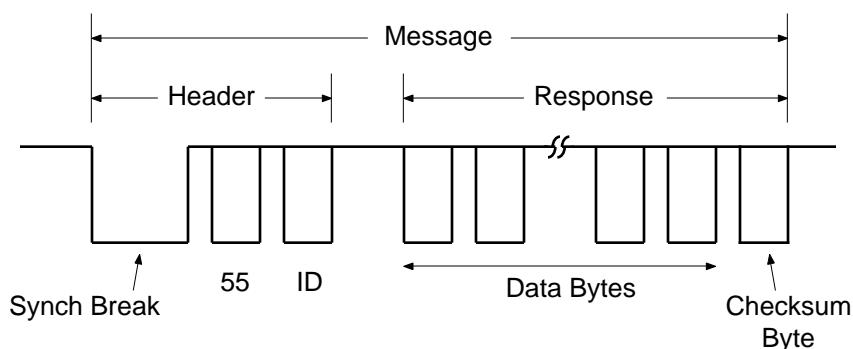 Message
Header
Response
55
ID
Synch Break
Data Bytes
Checksum
Byte